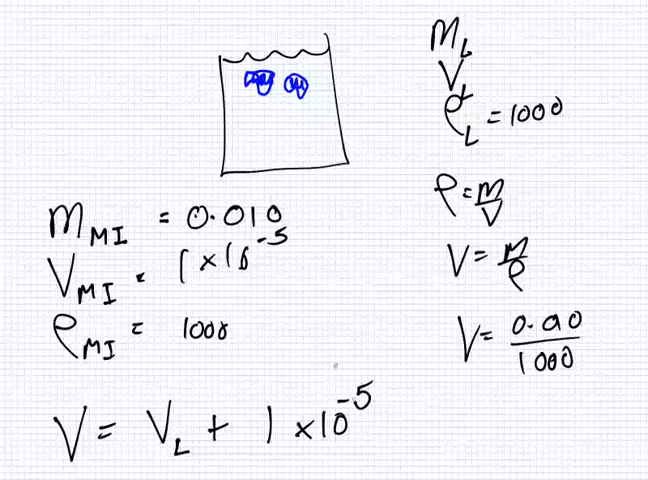 m_L
V_L
ρ_L = 1000
ρ = m/V
V = m/ρ
V = 0.010/1000
m_MI = 0.010
V_MI = 1 × 10^-5
ρ_MI = 1000
V = V_L + 1 × 10^-5